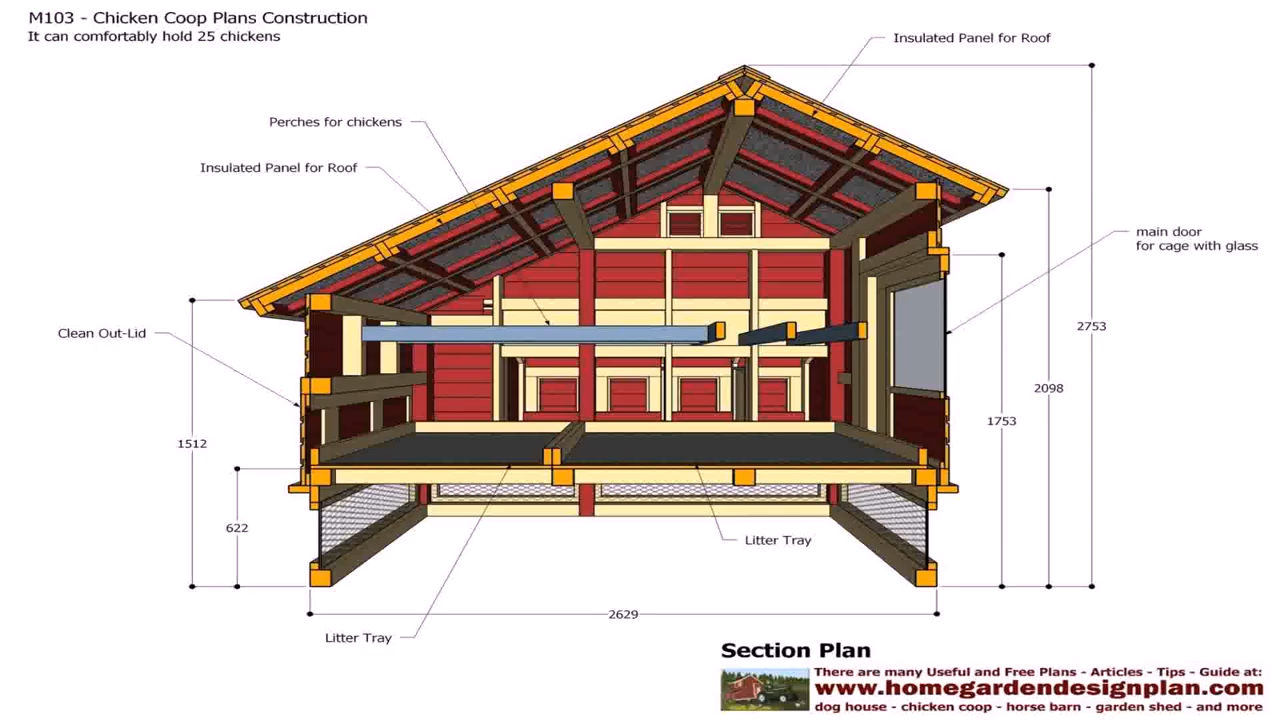 M103 - Chicken Coop Plans Construction
It can comfortably hold 25 chickens
Insulated Panel for Roof
Perches for chickens
Insulated Panel for Roof
main door
for cage with glass
Clean Out-Lid
2753
2098
1753
1512
622
Litter Tray
2629
Litter Tray
Section Plan
There are many Useful and Free Plans - Articles - Tips - Guide at:
www.homegardendesignplan.com
dog house - chicken coop - horse barn - garden shed - and more